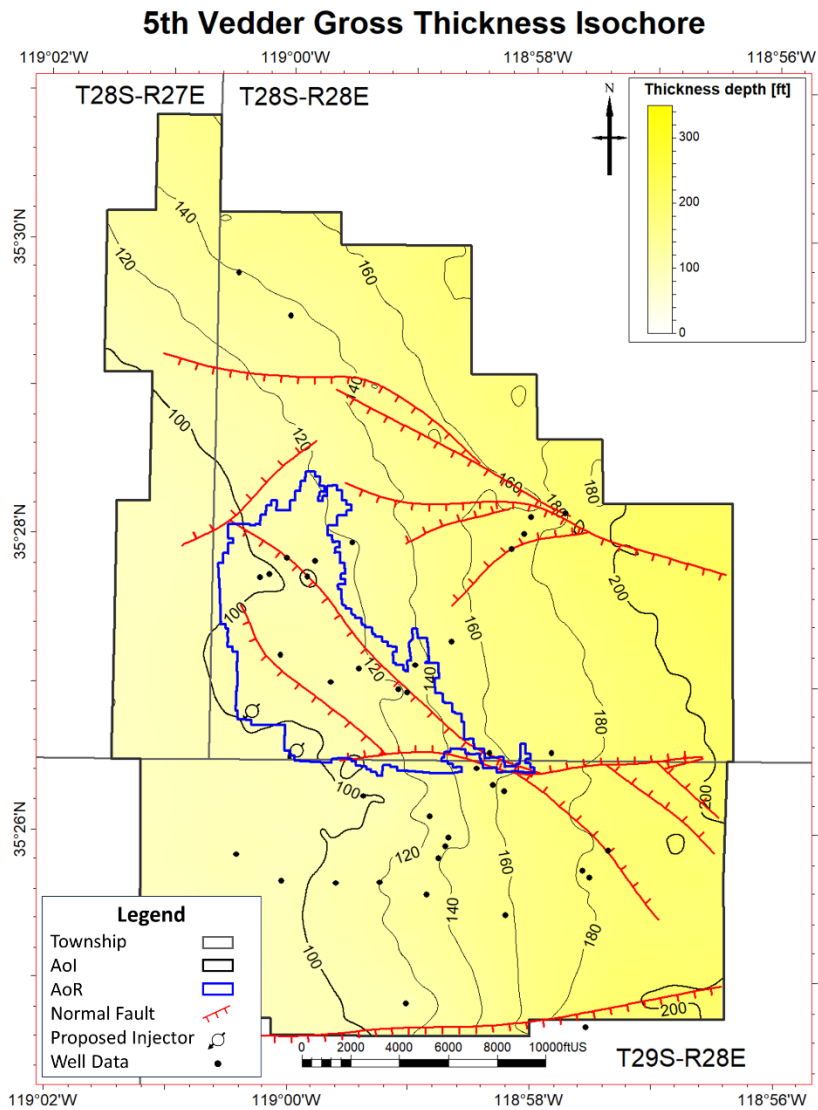 5th Vedder Gross Thickness Isochore
119°02'W 119°00'W 118°58'W 118°56'W
T28S-R27E T28S-R28E
N
Thickness depth [ft]
300
200
100
0
35°30'N
35°28'N
35°26'N
140
120
160
140
100
120
160
180
180
200
100
160
120
140
180
200
100
120
160
140
180
100
200
Legend
Township
AoI
AoR
Normal Fault
Proposed Injector
Well Data
0 2000 4000 6000 8000 10000ftUS
T29S-R28E
119°02'W 119°00'W 118°58'W 118°56'W